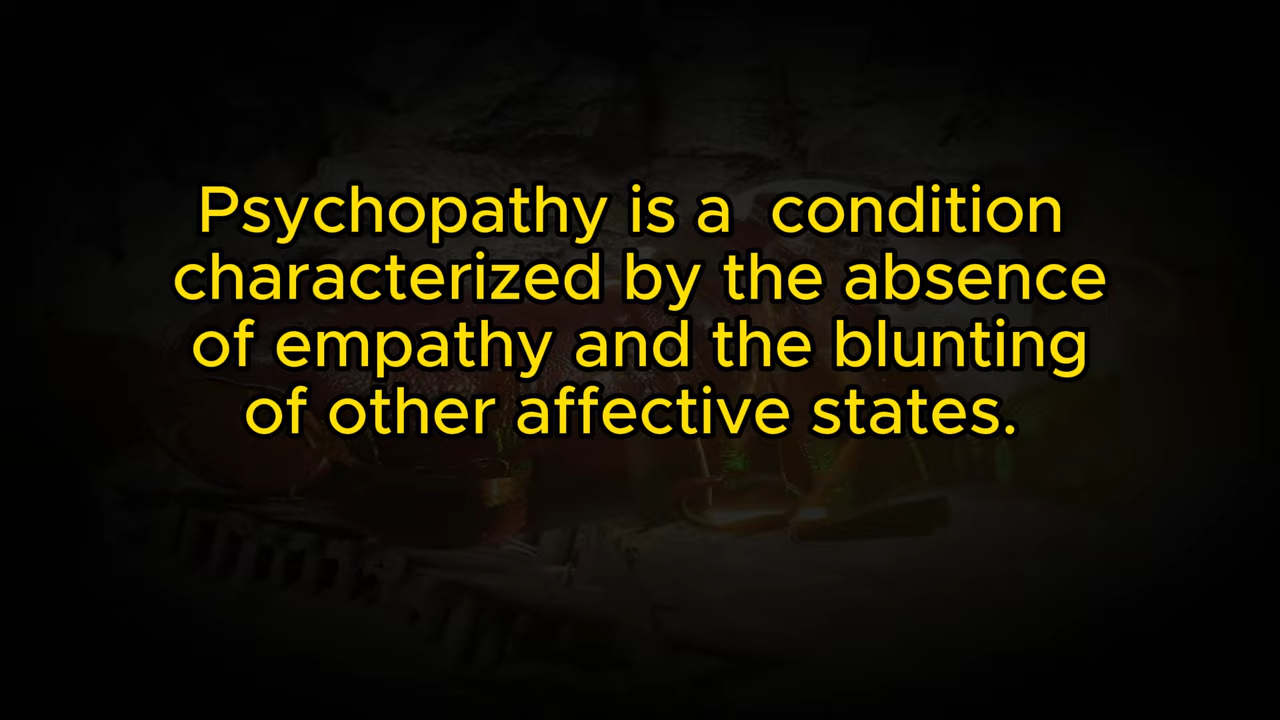 Psychopathy is a  condition
characterized by the absence
of empathy and the blunting
of other affective states.